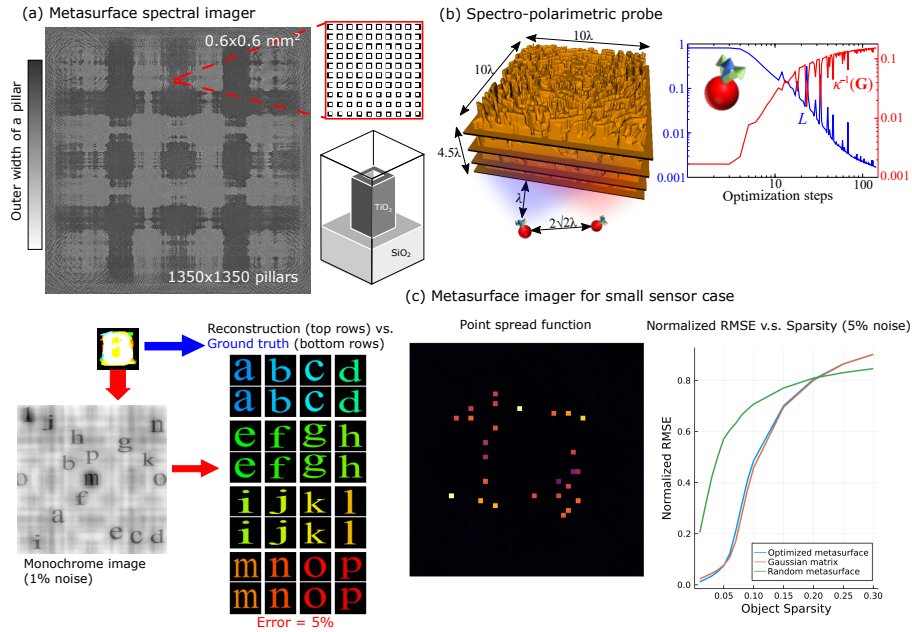 (a) Metasurface spectral imager
0.6x0.6 mm²
Outer width of a pillar
1350x1350 pillars
TiO₂
SiO₂
(b) Spectro-polarimetric probe
10λ
10λ
4.5λ
λ
2√2λ
1
0.1
0.01
0.001
10
100
Optimization steps
L
κ⁻¹(G)
0.1
0.01
0.001
a
Reconstruction (top rows) vs.
Ground truth (bottom rows)
a b c d
a b c d
e f g h
e f g h
i j k l
i j k l
m n o p
m n o p
Error = 5%
l j n
h
b p k
o m o
f
a
i e c d
Monochrome image
(1% noise)
(c) Metasurface imager for small sensor case
Point spread function
Normalized RMSE v.s. Sparsity (5% noise)
Normalized RMSE
0.8
0.6
0.4
0.2
0.0
0.05 0.10 0.15 0.20 0.25 0.30
Object Sparsity
Optimized metasurface
Gaussian matrix
Random metasurface